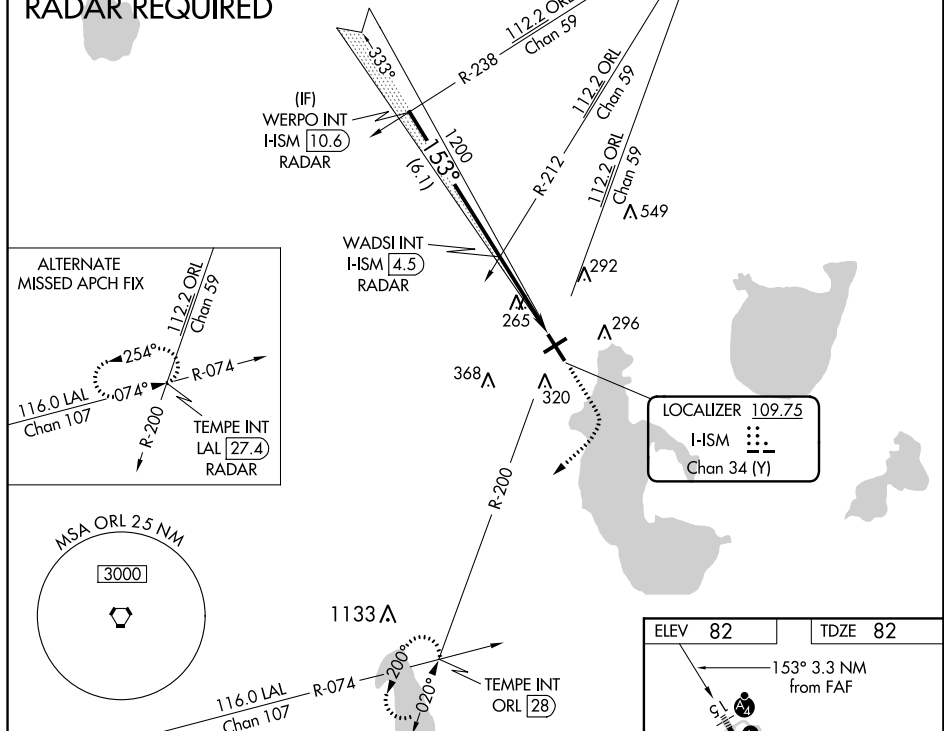 RADAR REQUIRED
112.2 ORL
Chan 59
R-238
333°
(IF)
WERPO INT
I-ISM 10.6
RADAR
1200
153°
(6.1)
112.2 ORL
Chan 59
R-212
112.2 ORL
Chan 59
549
WADSI INT
I-ISM 4.5
RADAR
292
265
296
368
320
ALTERNATE
MISSED APCH FIX
112.2 ORL
Chan 59
254°
R-074
074°
116.0 LAL
Chan 107
R-200
TEMPE INT
LAL 27.4
RADAR
LOCALIZER 109.75
I-ISM
Chan 34 (Y)
R-200
MSA ORL 25 NM
3000
1133
200°
020°
R-074
116.0 LAL
Chan 107
TEMPE INT
ORL 28
ELEV 82
TDZE 82
153° 3.3 NM
from FAF
15
A4